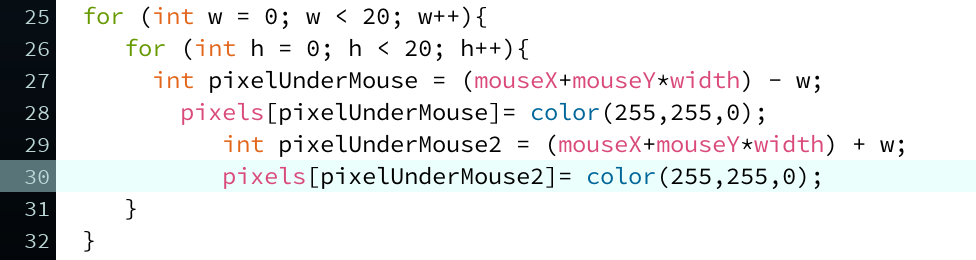 25 for (int w = 0; w < 20; w++){
26 for (int h = 0; h < 20; h++){
27 int pixelUnderMouse = (mouseX+mouseY*width) - w;
28 pixels[pixelUnderMouse]= color(255,255,0);
29 int pixelUnderMouse2 = (mouseX+mouseY*width) + w;
30 pixels[pixelUnderMouse2]= color(255,255,0);
31 }
32 }